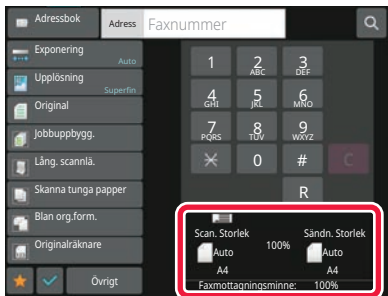 Adressbok
Adress Faxnummer
Exponering
Auto
Upplösning
Superfin
Original
Jobbuppbygg.
Lång. scannlä.
Skanna tunga papper
Blan org.form.
Originalräknare
Övrigt
1 2 3
ABC DEF
4 5 6
GHI JKL MNO
7 8 9
PQRS TUV WXYZ
0 # C
R
Scan. Storlek Sändn. Storlek
Auto 100% Auto
A4 A4
Faxmottagningsminne: 100%